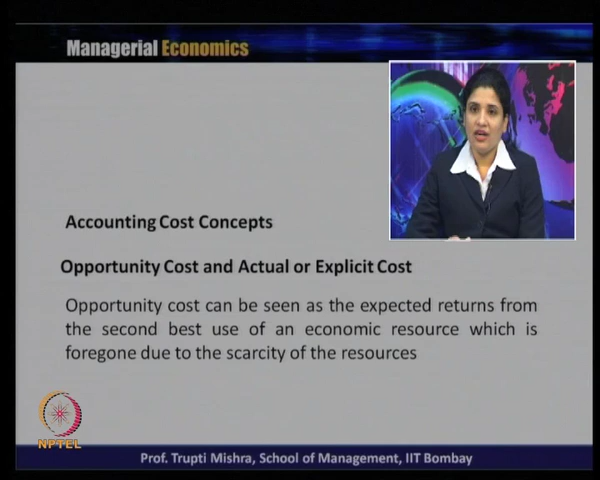 Managerial Economics
Accounting Cost Concepts
Opportunity Cost and Actual or Explicit Cost
Opportunity cost can be seen as the expected returns from
the second best use of an economic resource which is
foregone due to the scarcity of the resources
NPTEL
Prof. Trupti Mishra, School of Management, IIT Bombay